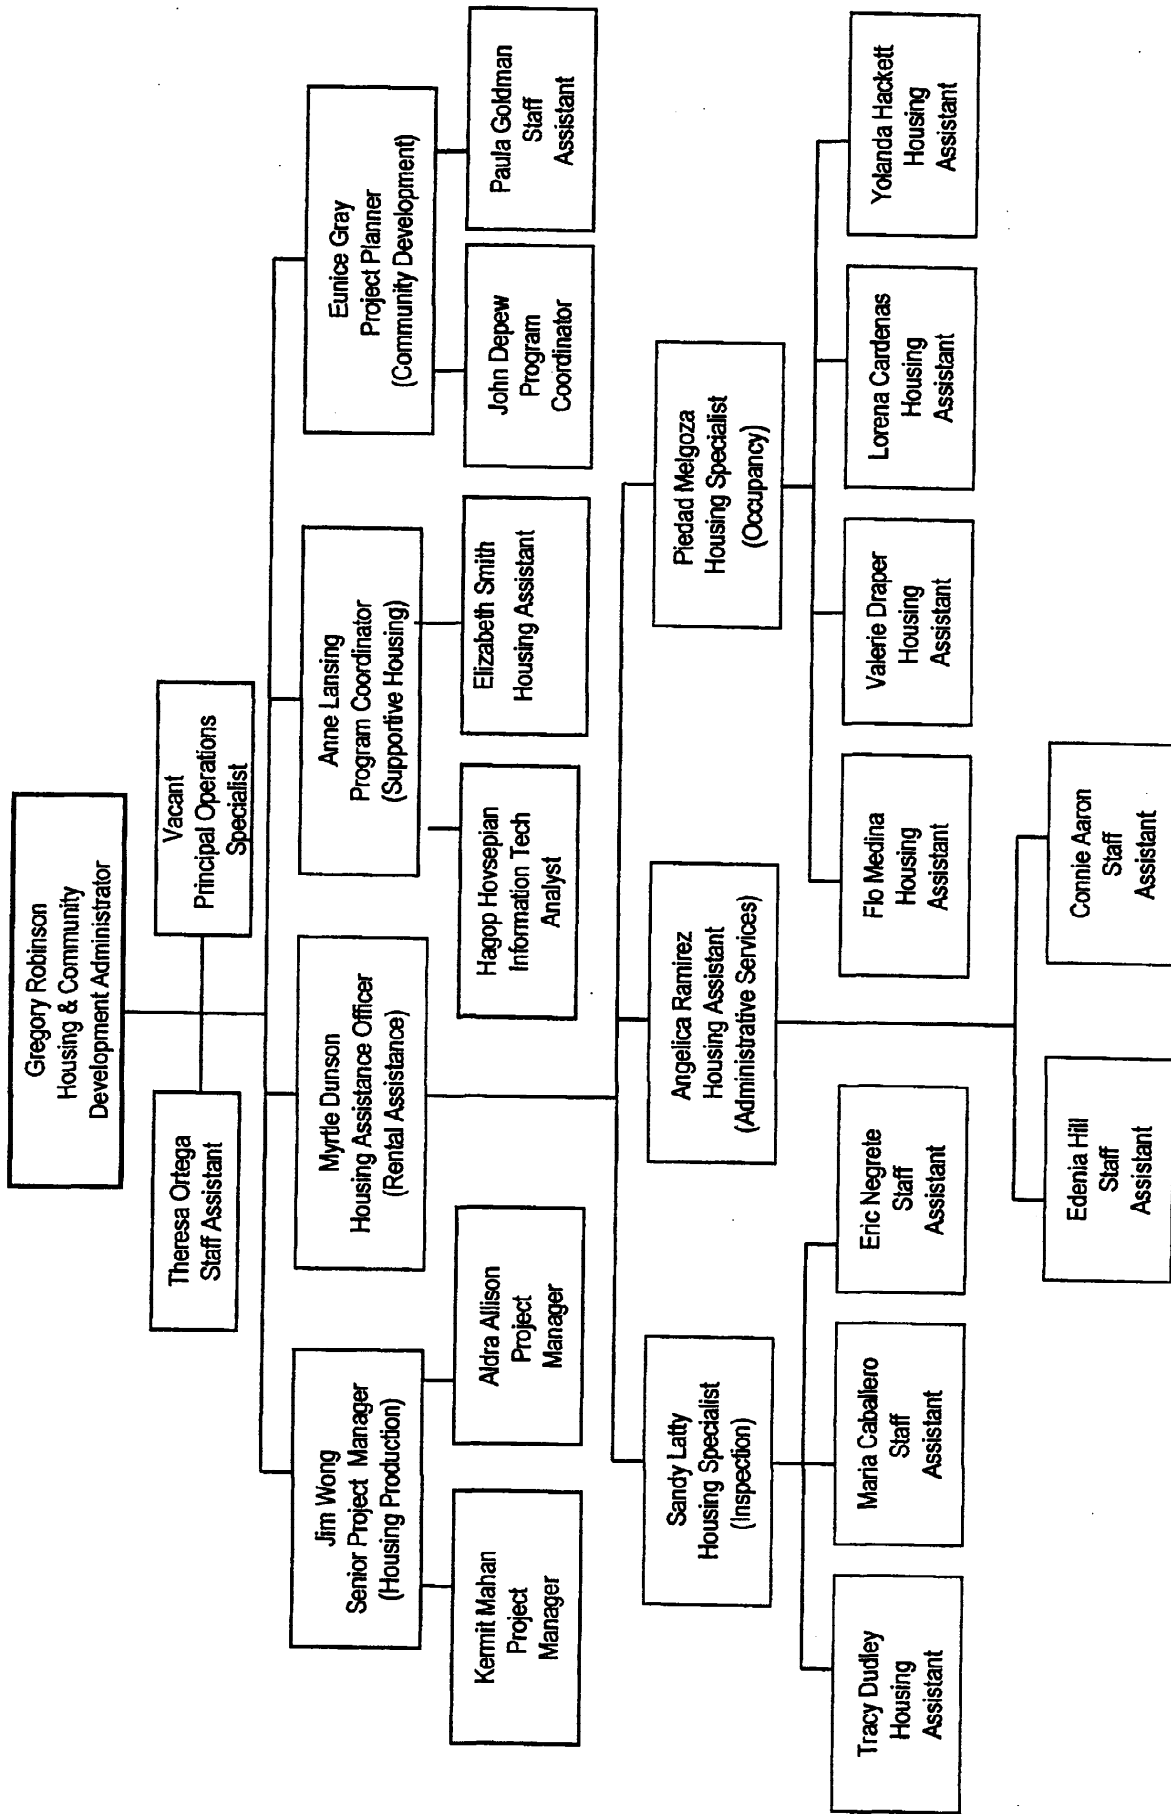 Gregory Robinson
Housing & Community
Development Administrator
Theresa Ortega
Staff Assistant
Vacant
Principal Operations
Specialist
Jim Wong
Senior Project Manager
(Housing Production)
Myrtle Dunson
Housing Assistance Officer
(Rental Assistance)
Anne Lansing
Program Coordinator
(Supportive Housing)
Eunice Gray
Project Planner
(Community Development)
Kermit Mahan
Project
Manager
Aldra Allison
Project
Manager
Hagop Hovsepian
Information Tech
Analyst
Elizabeth Smith
Housing Assistant
John Depew
Program
Coordinator
Paula Goldman
Staff
Assistant
Sandy Latty
Housing Specialist
(Inspection)
Angelica Ramirez
Housing Assistant
(Administrative Services)
Piedad Melgoza
Housing Specialist
(Occupancy)
Tracy Dudley
Housing
Assistant
Maria Caballero
Staff
Assistant
Eric Negrete
Staff
Assistant
Flo Medina
Housing
Assistant
Valerie Draper
Housing
Assistant
Lorena Cardenas
Housing
Assistant
Yolanda Hackett
Housing
Assistant
Edenia Hill
Staff
Assistant
Connie Aaron
Staff
Assistant